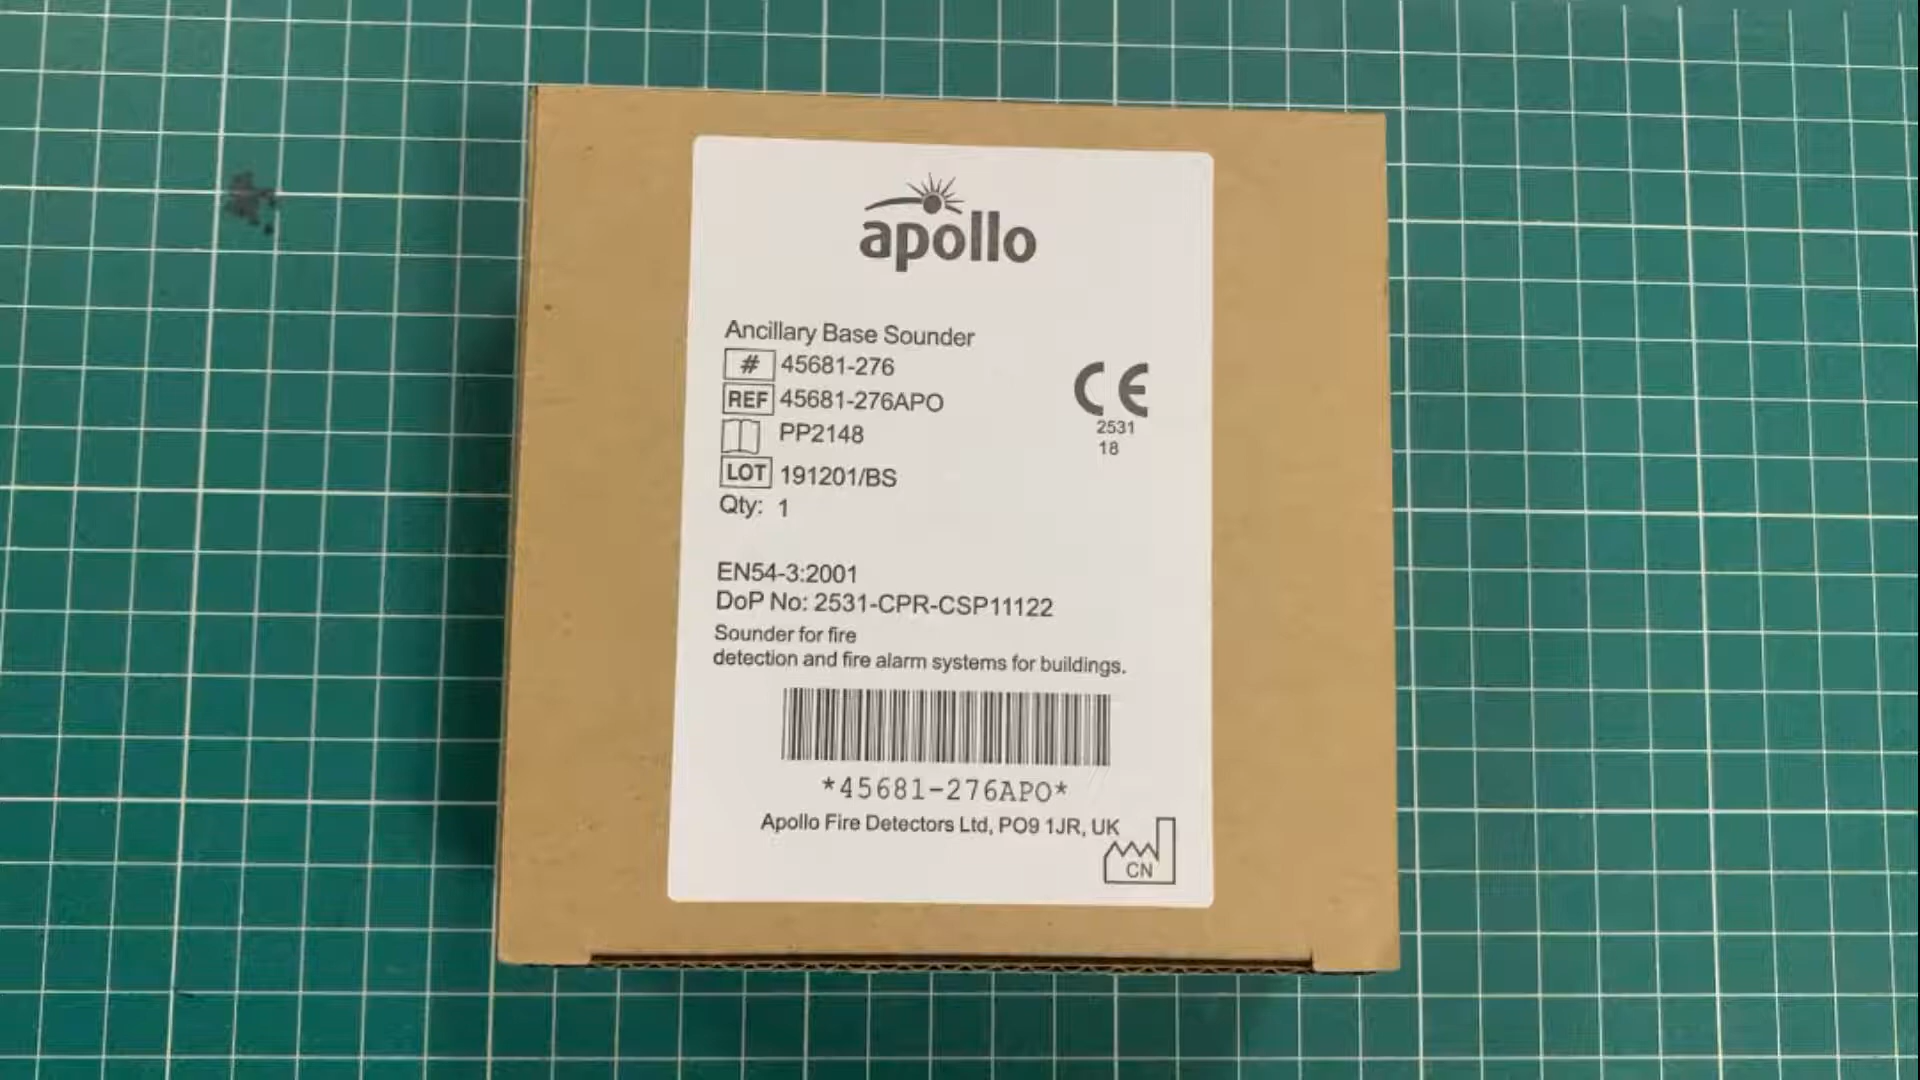 apollo
Ancillary Base Sounder
# 45681-276
REF 45681-276APO
PP2148
LOT 191201/BS
Qty: 1
CE
2531
18
EN54-3:2001
DoP No: 2531-CPR-CSP11122
Sounder for fire
detection and fire alarm systems for buildings.
*45681-276APO*
Apollo Fire Detectors Ltd, PO9 1JR, UK
CN